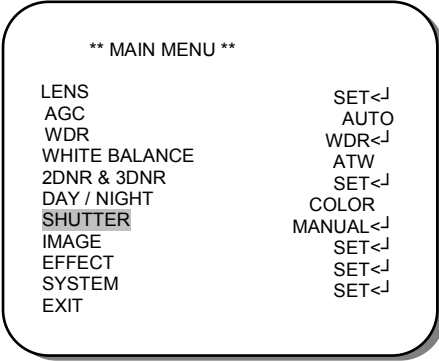 ** MAIN MENU **
LENS SET<┘
AGC AUTO
WDR WDR<┘
WHITE BALANCE ATW
2DNR & 3DNR SET<┘
DAY / NIGHT COLOR
SHUTTER MANUAL<┘
IMAGE SET<┘
EFFECT SET<┘
SYSTEM SET<┘
EXIT